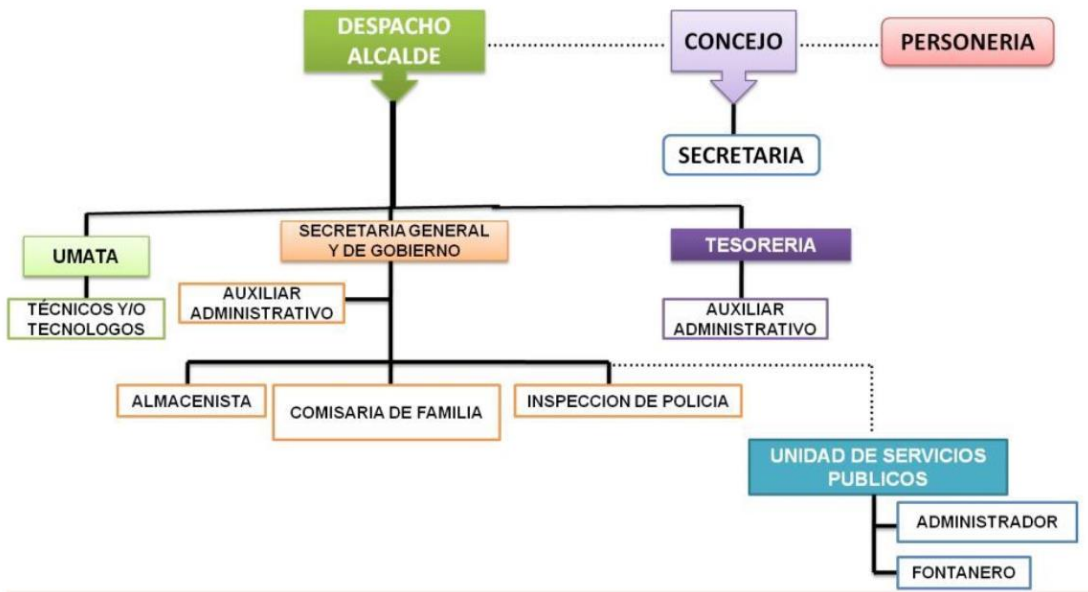 DESPACHO
ALCALDE
CONCEJO
PERSONERIA
SECRETARIA
UMATA
SECRETARIA GENERAL
Y DE GOBIERNO
TESORERIA
TÉCNICOS Y/O
TECNOLOGOS
AUXILIAR
ADMINISTRATIVO
AUXILIAR
ADMINISTRATIVO
ALMACENISTA
COMISARIA DE FAMILIA
INSPECCION DE POLICIA
UNIDAD DE SERVICIOS
PUBLICOS
ADMINISTRADOR
FONTANERO